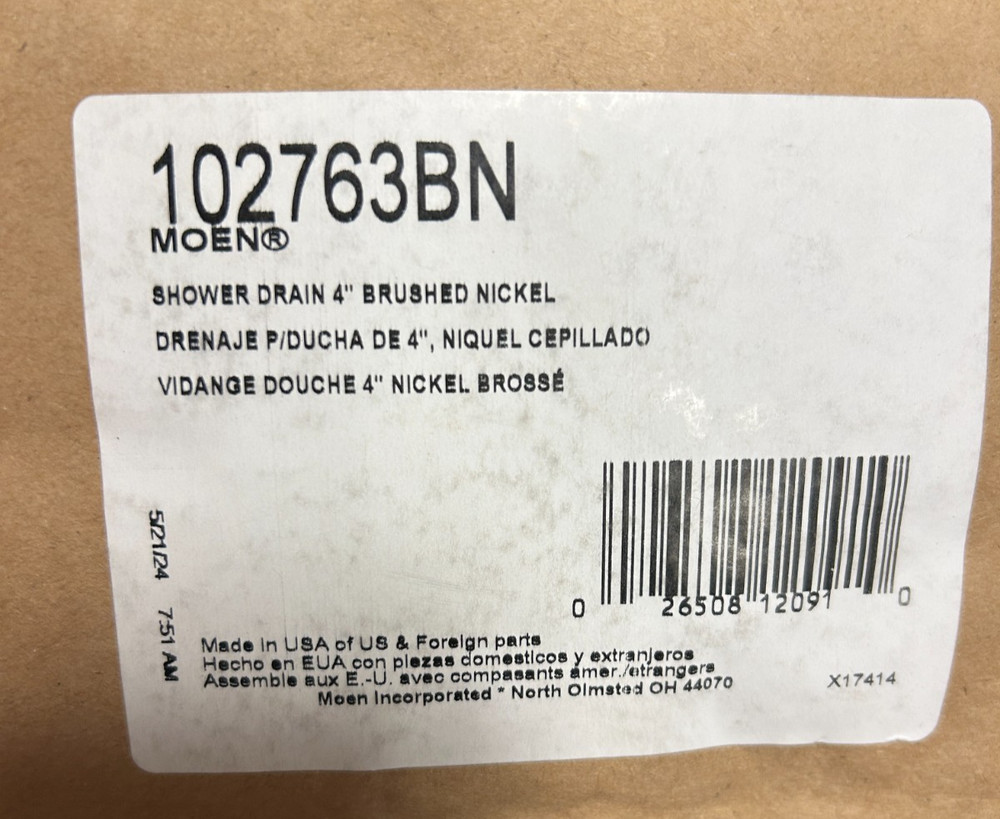 102763BN
MOEN®
SHOWER DRAIN 4" BRUSHED NICKEL
DRENAJE P/DUCHA DE 4", NIQUEL CEPILLADO
VIDANGE DOUCHE 4" NICKEL BROSSÉ
5/21/24 7:51 AM
0 26508 12091 0
Made in USA of US & Foreign parts
Hecho en EUA con piezas domesticos y extranjeros
Assemble aux E.-U. avec compasants amer./etrangers
Moen Incorporated * North Olmsted OH 44070
X17414